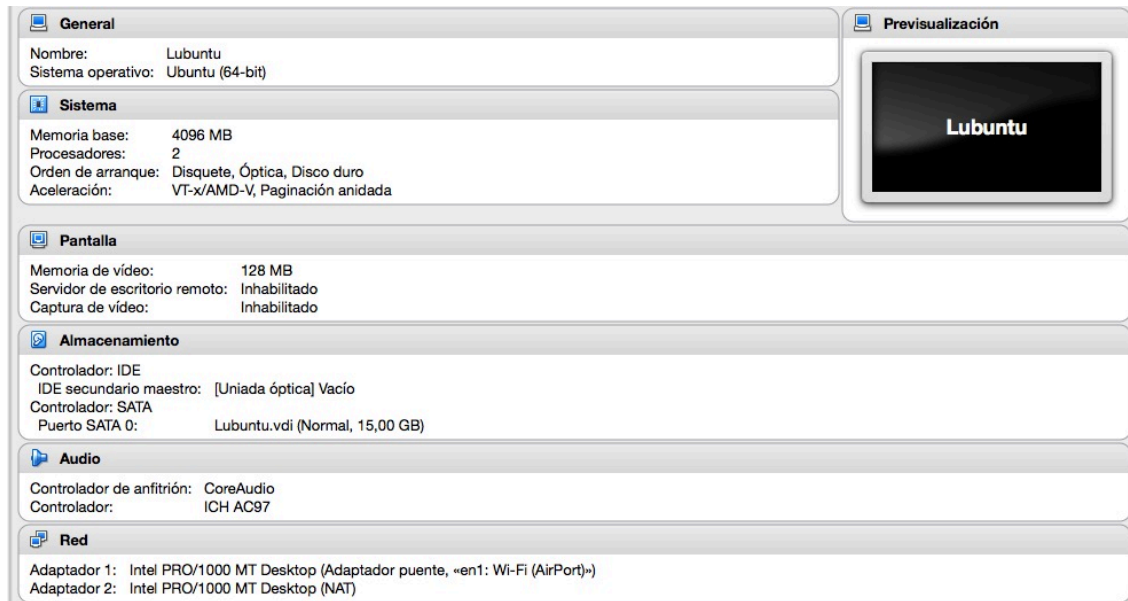 General
Nombre: Lubuntu
Sistema operativo: Ubuntu (64-bit)
Previsualización
Lubuntu
Sistema
Memoria base: 4096 MB
Procesadores: 2
Orden de arranque: Disquete, Óptica, Disco duro
Aceleración: VT-x/AMD-V, Paginación anidada
Pantalla
Memoria de vídeo: 128 MB
Servidor de escritorio remoto: Inhabilitado
Captura de vídeo: Inhabilitado
Almacenamiento
Controlador: IDE
IDE secundario maestro: [Uniada óptica] Vacío
Controlador: SATA
Puerto SATA 0: Lubuntu.vdi (Normal, 15,00 GB)
Audio
Controlador de anfitrión: CoreAudio
Controlador: ICH AC97
Red
Adaptador 1: Intel PRO/1000 MT Desktop (Adaptador puente, «en1: Wi-Fi (AirPort)»)
Adaptador 2: Intel PRO/1000 MT Desktop (NAT)